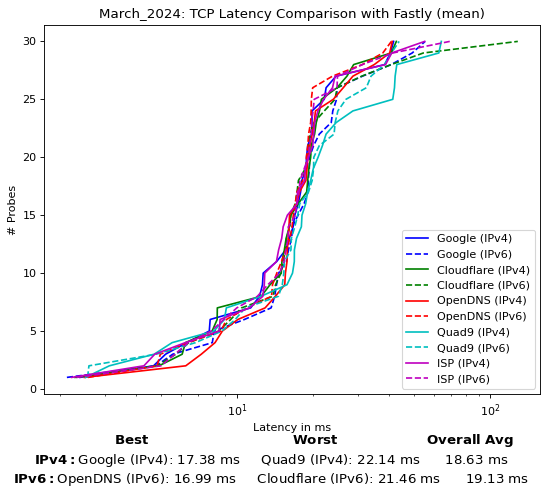 March_2024: TCP Latency Comparison with Fastly (mean)
# Probes
30
25
20
15
10
5
0
Google (IPv4)
Google (IPv6)
Cloudflare (IPv4)
Cloudflare (IPv6)
OpenDNS (IPv4)
OpenDNS (IPv6)
Quad9 (IPv4)
Quad9 (IPv6)
ISP (IPv4)
ISP (IPv6)
10¹ 10²
Latency in ms
Best Worst Overall Avg
IPv4: Google (IPv4): 17.38 ms Quad9 (IPv4): 22.14 ms 18.63 ms
IPv6: OpenDNS (IPv6): 16.99 ms Cloudflare (IPv6): 21.46 ms 19.13 ms